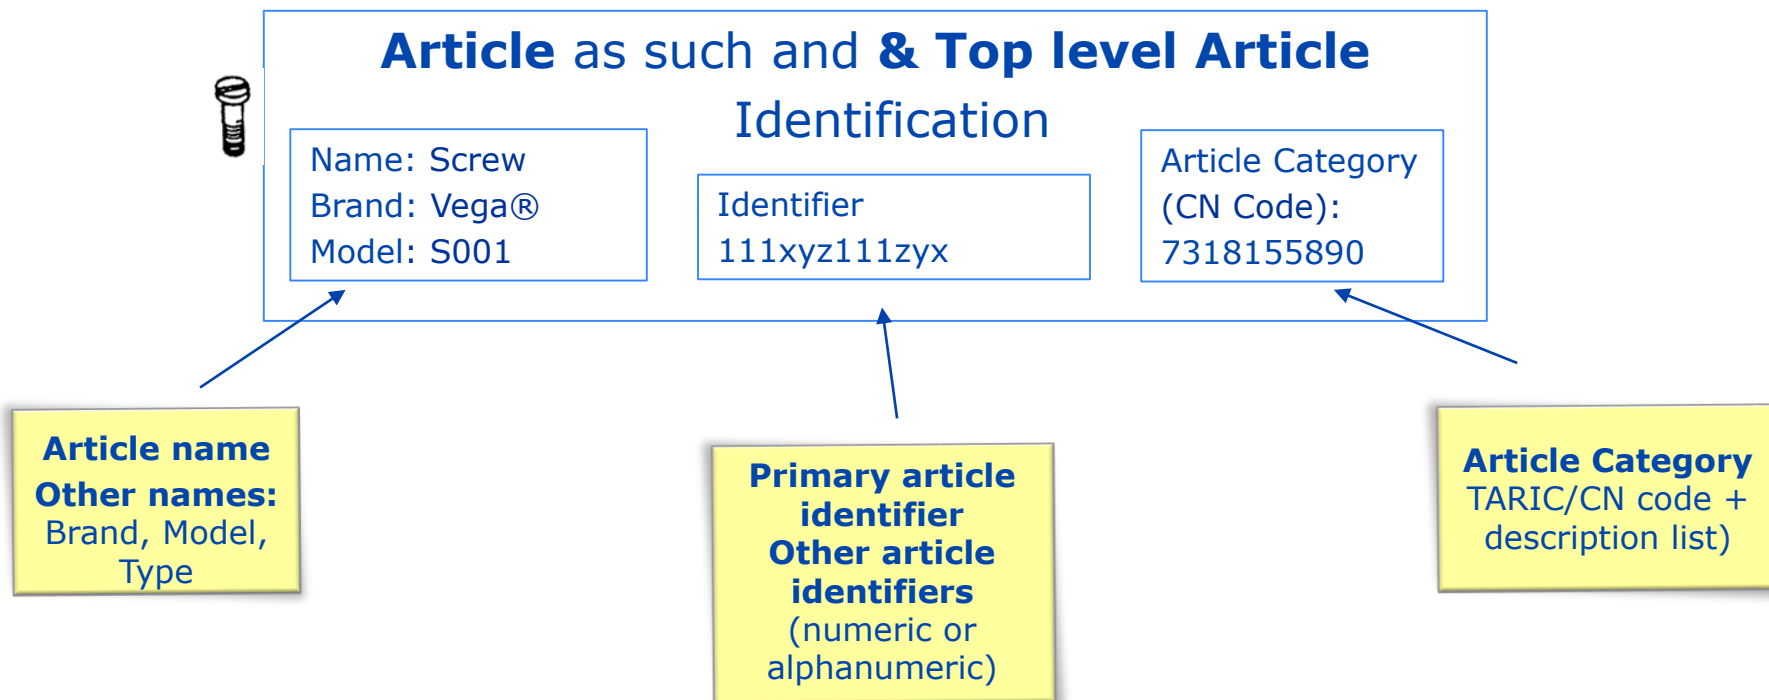 Article as such and & Top level Article
Identification
Name: Screw
Brand: Vega®
Model: S001
Identifier
111xyz111zyx
Article Category
(CN Code):
7318155890
Article name
Other names:
Brand, Model,
Type
Primary article
identifier
Other article
identifiers
(numeric or
alphanumeric)
Article Category
TARIC/CN code +
description list)